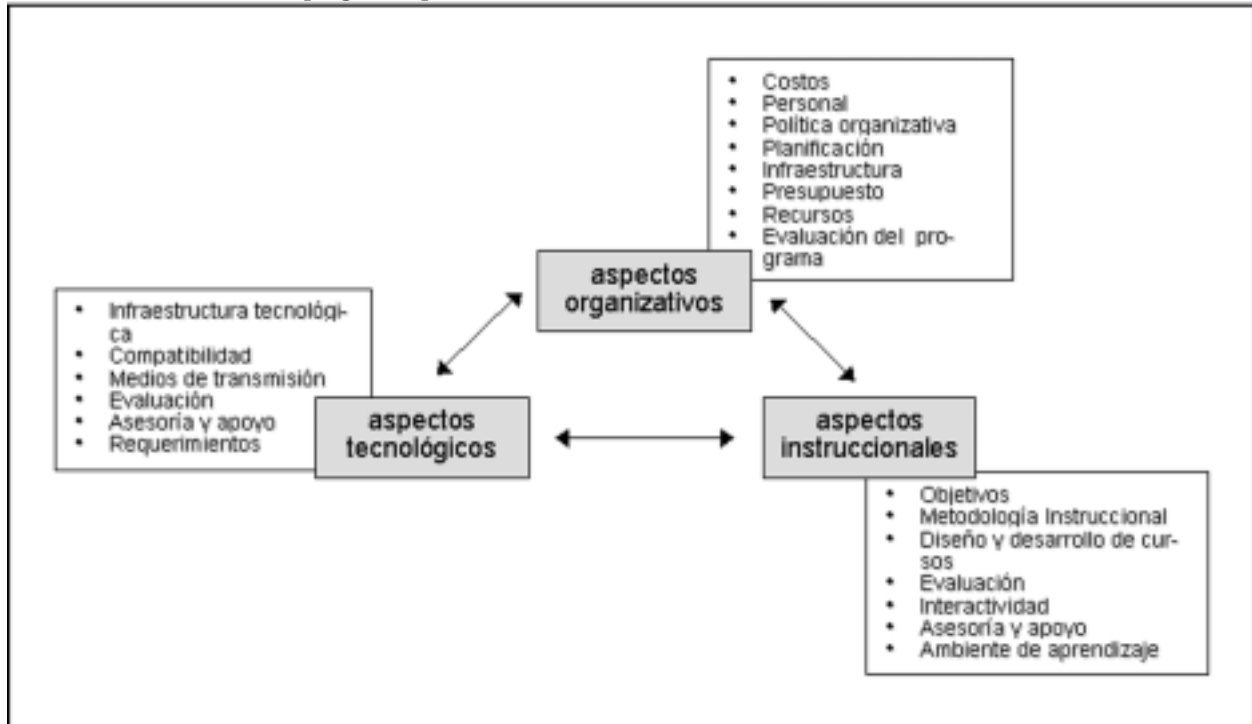 • Costos
• Personal
• Política organizativa
• Planificación
• Infraestructura
• Presupuesto
• Recursos
• Evaluación del pro-
grama
aspectos
organizativos
• Infraestructura tecnológi-
ca
• Compatibilidad
• Medios de transmisión
• Evaluación
• Asesoría y apoyo
• Requerimientos
aspectos
tecnológicos
aspectos
instruccionales
• Objetivos
• Metodología Instruccional
• Diseño y desarrollo de cur-
sos
• Evaluación
• Interactividad
• Asesoría y apoyo
• Ambiente de aprendizaje